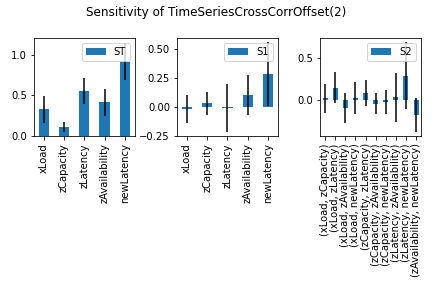 Sensitivity of TimeSeriesCrossCorrOffset(2)
ST
1.0
0.5
0.0
xLoad
zCapacity
zLatency
zAvailability
newLatency
S1
0.50
0.25
0.00
-0.25
xLoad
zCapacity
zLatency
zAvailability
newLatency
S2
0.5
0.0
(xLoad, zCapacity)
(xLoad, zLatency)
(xLoad, zAvailability)
(xLoad, newLatency)
(zCapacity, zLatency)
(zCapacity, zAvailability)
(zCapacity, newLatency)
(zLatency, zAvailability)
(zLatency, newLatency)
(zAvailability, newLatency)